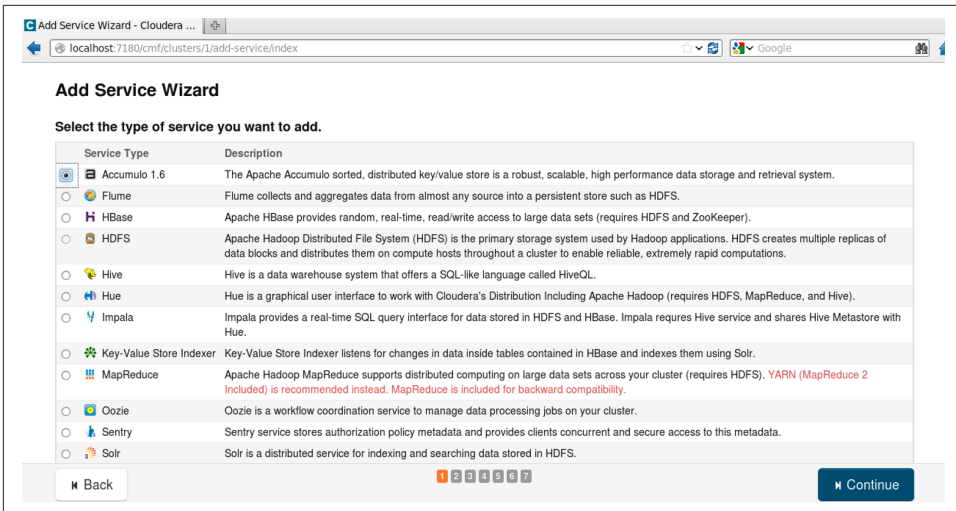 Add Service Wizard - Cloudera ...
localhost:7180/cmf/clusters/1/add-service/index
Google
Add Service Wizard
Select the type of service you want to add.
Service Type Description
Accumulo 1.6 The Apache Accumulo sorted, distributed key/value store is a robust, scalable, high performance data storage and retrieval system.
Flume Flume collects and aggregates data from almost any source into a persistent store such as HDFS.
HBase Apache HBase provides random, real-time, read/write access to large data sets (requires HDFS and ZooKeeper).
HDFS Apache Hadoop Distributed File System (HDFS) is the primary storage system used by Hadoop applications. HDFS creates multiple replicas of
data blocks and distributes them on compute hosts throughout a cluster to enable reliable, extremely rapid computations.
Hive Hive is a data warehouse system that offers a SQL-like language called HiveQL.
Hue Hue is a graphical user interface to work with Cloudera's Distribution Including Apache Hadoop (requires HDFS, MapReduce, and Hive).
Impala Impala provides a real-time SQL query interface for data stored in HDFS and HBase. Impala requres Hive service and shares Hive Metastore with
Hue.
Key-Value Store Indexer Key-Value Store Indexer listens for changes in data inside tables contained in HBase and indexes them using Solr.
MapReduce Apache Hadoop MapReduce supports distributed computing on large data sets across your cluster (requires HDFS). YARN (MapReduce 2
Included) is recommended instead. MapReduce is included for backward compatibility.
Oozie Oozie is a workflow coordination service to manage data processing jobs on your cluster.
Sentry Sentry service stores authorization policy metadata and provides clients concurrent and secure access to this metadata.
Solr Solr is a distributed service for indexing and searching data stored in HDFS.
Back 1 2 3 4 5 6 7 Continue